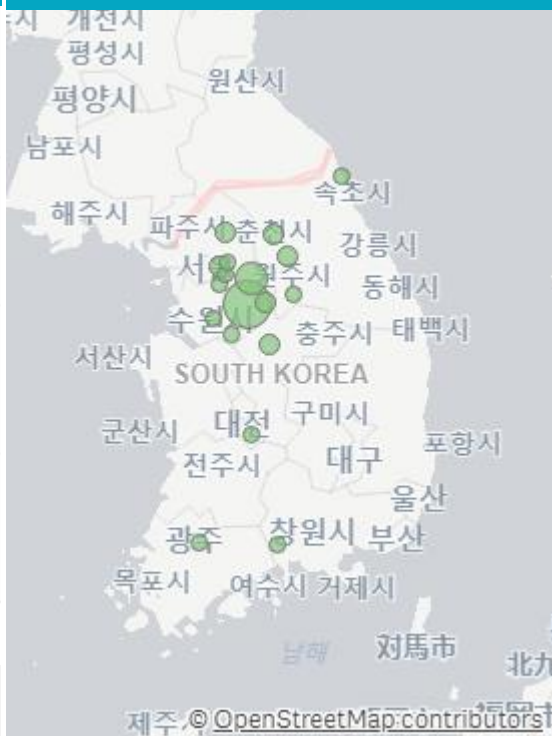 개천시
평성시
원산시
평양시
남포시
속초시
해주시
파주시
춘천시
강릉시
서울
원주시
동해시
수원시
충주시
태백시
서산시
SOUTH KOREA
구미시
군산시
대전
포항시
전주시
대구
울산
광주
창원시
부산
목포시
여수시
거제시
남해
対馬市
北九
제주시
© OpenStreetMap contributors